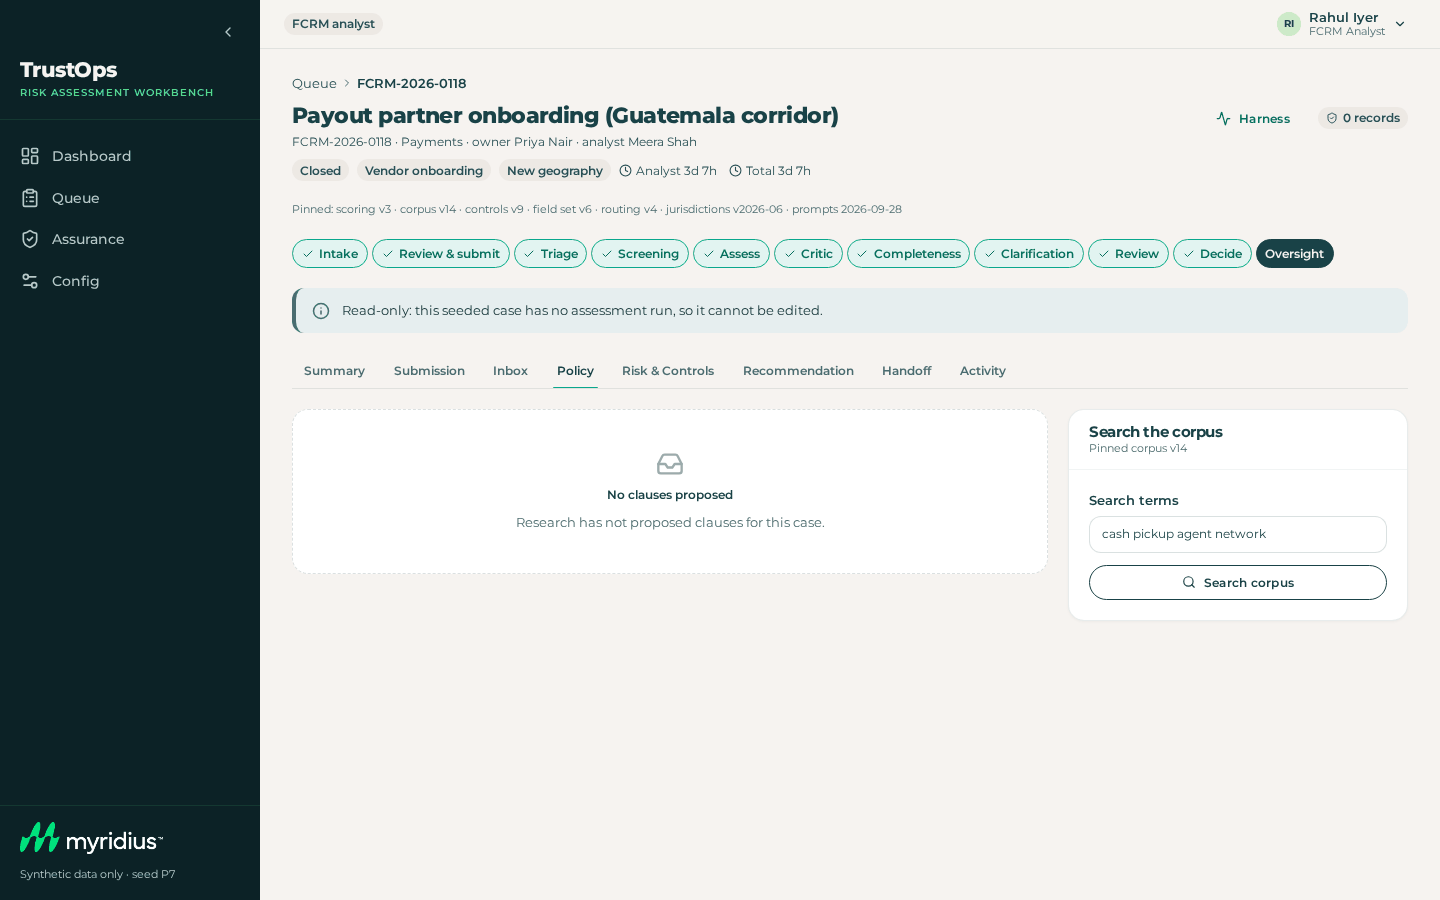 TrustOps
RISK ASSESSMENT WORKBENCH
Dashboard
Queue
Assurance
Config
myridius™
Synthetic data only · seed P7
FCRM analyst
RI
Rahul Iyer
FCRM Analyst
Queue > FCRM-2026-0118
Payout partner onboarding (Guatemala corridor)
Harness
0 records
FCRM-2026-0118 · Payments · owner Priya Nair · analyst Meera Shah
Closed Vendor onboarding New geography Analyst 3d 7h Total 3d 7h
Pinned: scoring v3 · corpus v14 · controls v9 · field set v6 · routing v4 · jurisdictions v2026-06 · prompts 2026-09-28
Intake Review & submit Triage Screening Assess Critic Completeness Clarification Review Decide Oversight
Read-only: this seeded case has no assessment run, so it cannot be edited.
Summary Submission Inbox Policy Risk & Controls Recommendation Handoff Activity
No clauses proposed
Research has not proposed clauses for this case.
Search the corpus
Pinned corpus v14
Search terms
cash pickup agent network
Search corpus